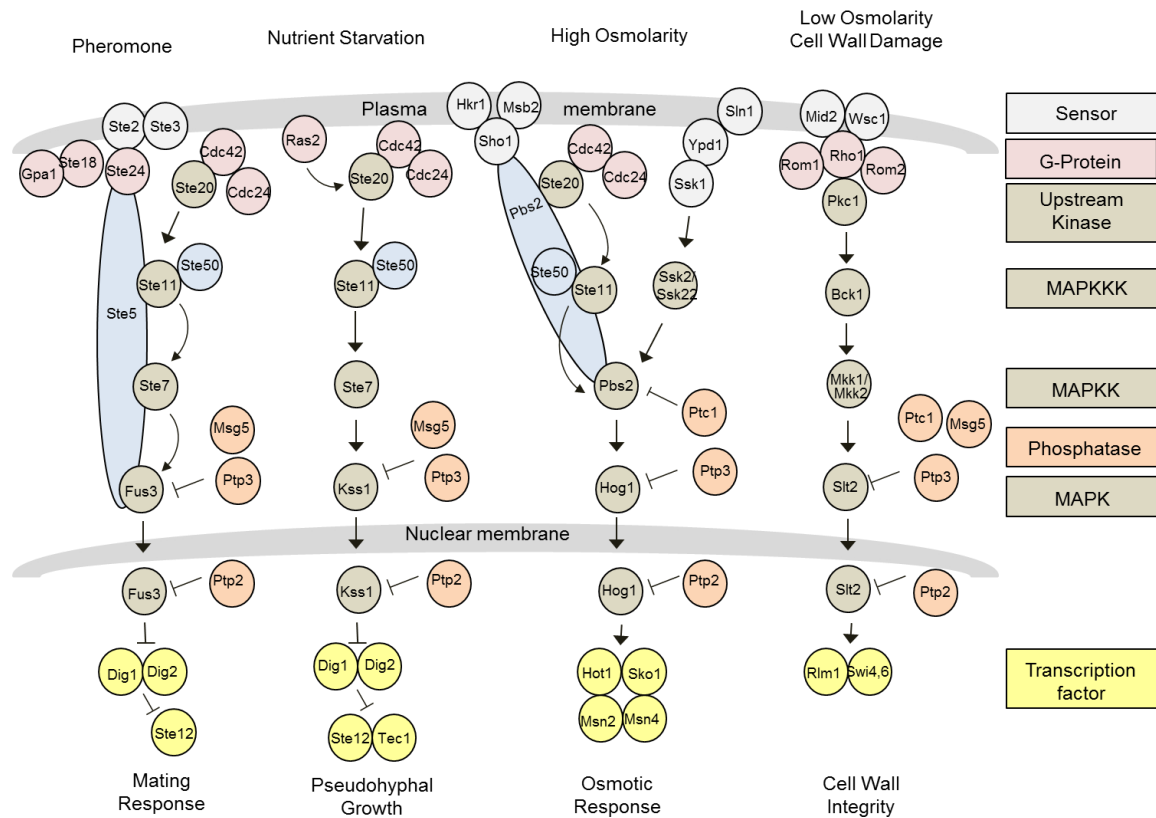 Pheromone
Nutrient Starvation
High Osmolarity
Low Osmolarity
Cell Wall Damage
Plasma
membrane
Ste2
Ste3
Gpa1
Ste18
Ste24
Cdc42
Ste20
Cdc24
Ste5
Ste11
Ste50
Ste7
Msg5
Ptp3
Fus3
Ras2
Cdc42
Ste20
Cdc24
Ste11
Ste50
Ste7
Msg5
Ptp3
Kss1
Hkr1
Msb2
Sho1
Cdc42
Ste20
Cdc24
Pbs2
Ste50
Ste11
Sln1
Ypd1
Ssk1
Ssk2/
Ssk22
Pbs2
Ptc1
Ptp3
Hog1
Mid2
Wsc1
Rom1
Rho1
Rom2
Pkc1
Bck1
Mkk1/
Mkk2
Ptc1
Msg5
Ptp3
Slt2
Nuclear membrane
Fus3
Ptp2
Dig1
Dig2
Ste12
Kss1
Ptp2
Dig1
Dig2
Ste12
Tec1
Hog1
Ptp2
Hot1
Sko1
Msn2
Msn4
Slt2
Ptp2
Rlm1
Swi4,6
Mating
Response
Pseudohyphal
Growth
Osmotic
Response
Cell Wall
Integrity
Sensor
G-Protein
Upstream
Kinase
MAPKKK
MAPKK
Phosphatase
MAPK
Transcription
factor